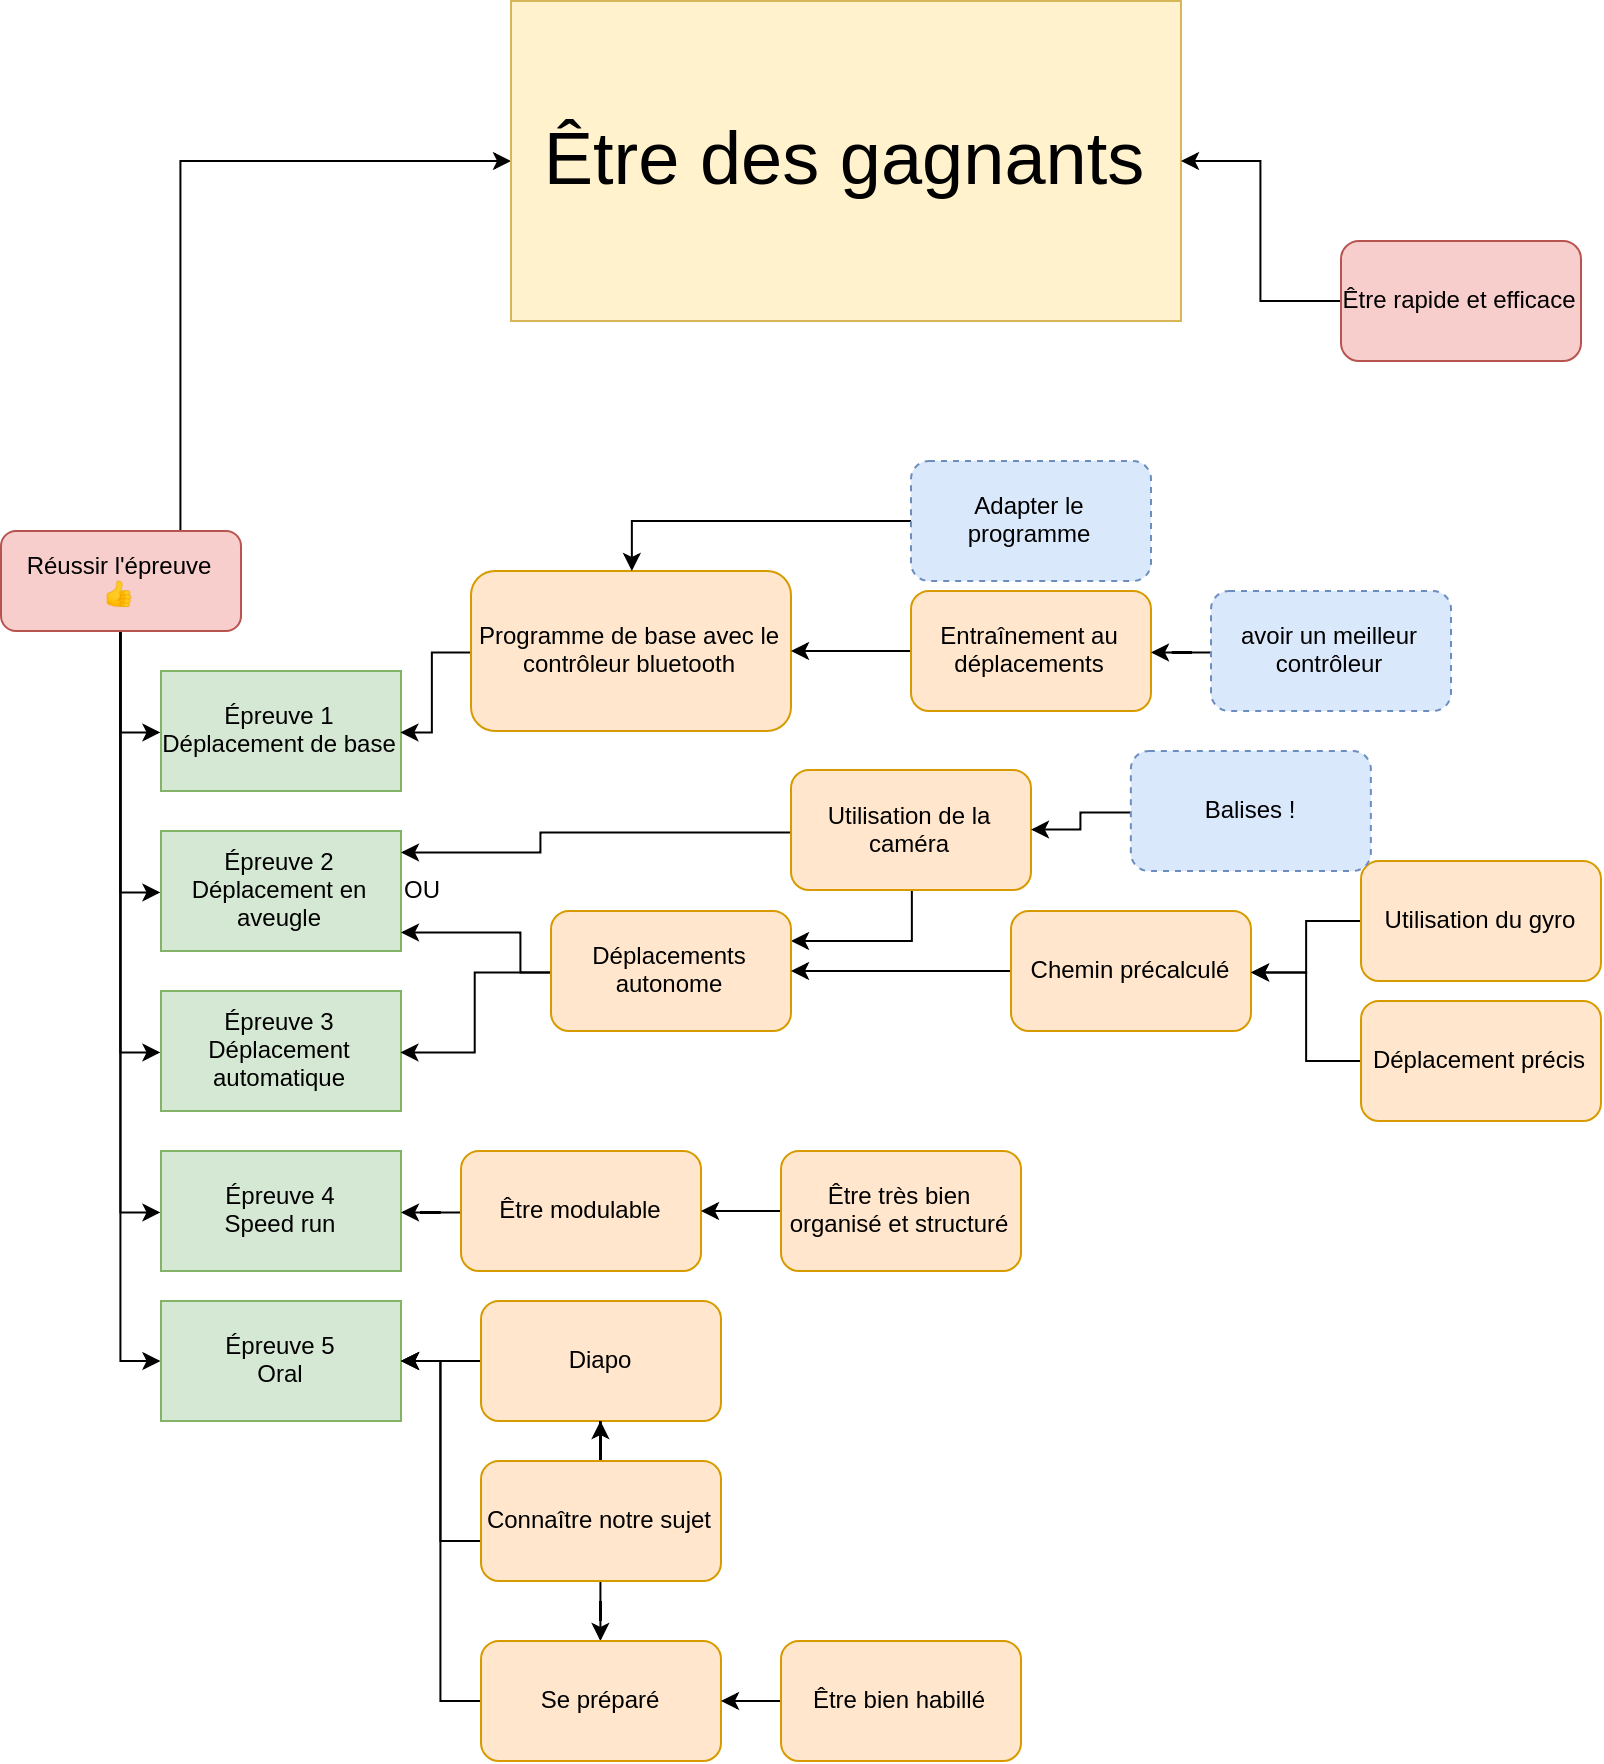 Être des gagnants
Être rapide et efficace
Adapter le
programme
Réussir l'épreuve
👍
Programme de base avec le
contrôleur bluetooth
Entraînement au
déplacements
avoir un meilleur
contrôleur
Épreuve 1
Déplacement de base
Utilisation de la
caméra
Balises !
Épreuve 2
Déplacement en
aveugle
OU
Utilisation du gyro
Déplacements
autonome
Chemin précalculé
Épreuve 3
Déplacement
automatique
Déplacement précis
Épreuve 4
Speed run
Être modulable
Être très bien
organisé et structuré
Épreuve 5
Oral
Diapo
Connaître notre sujet
Se préparé
Être bien habillé